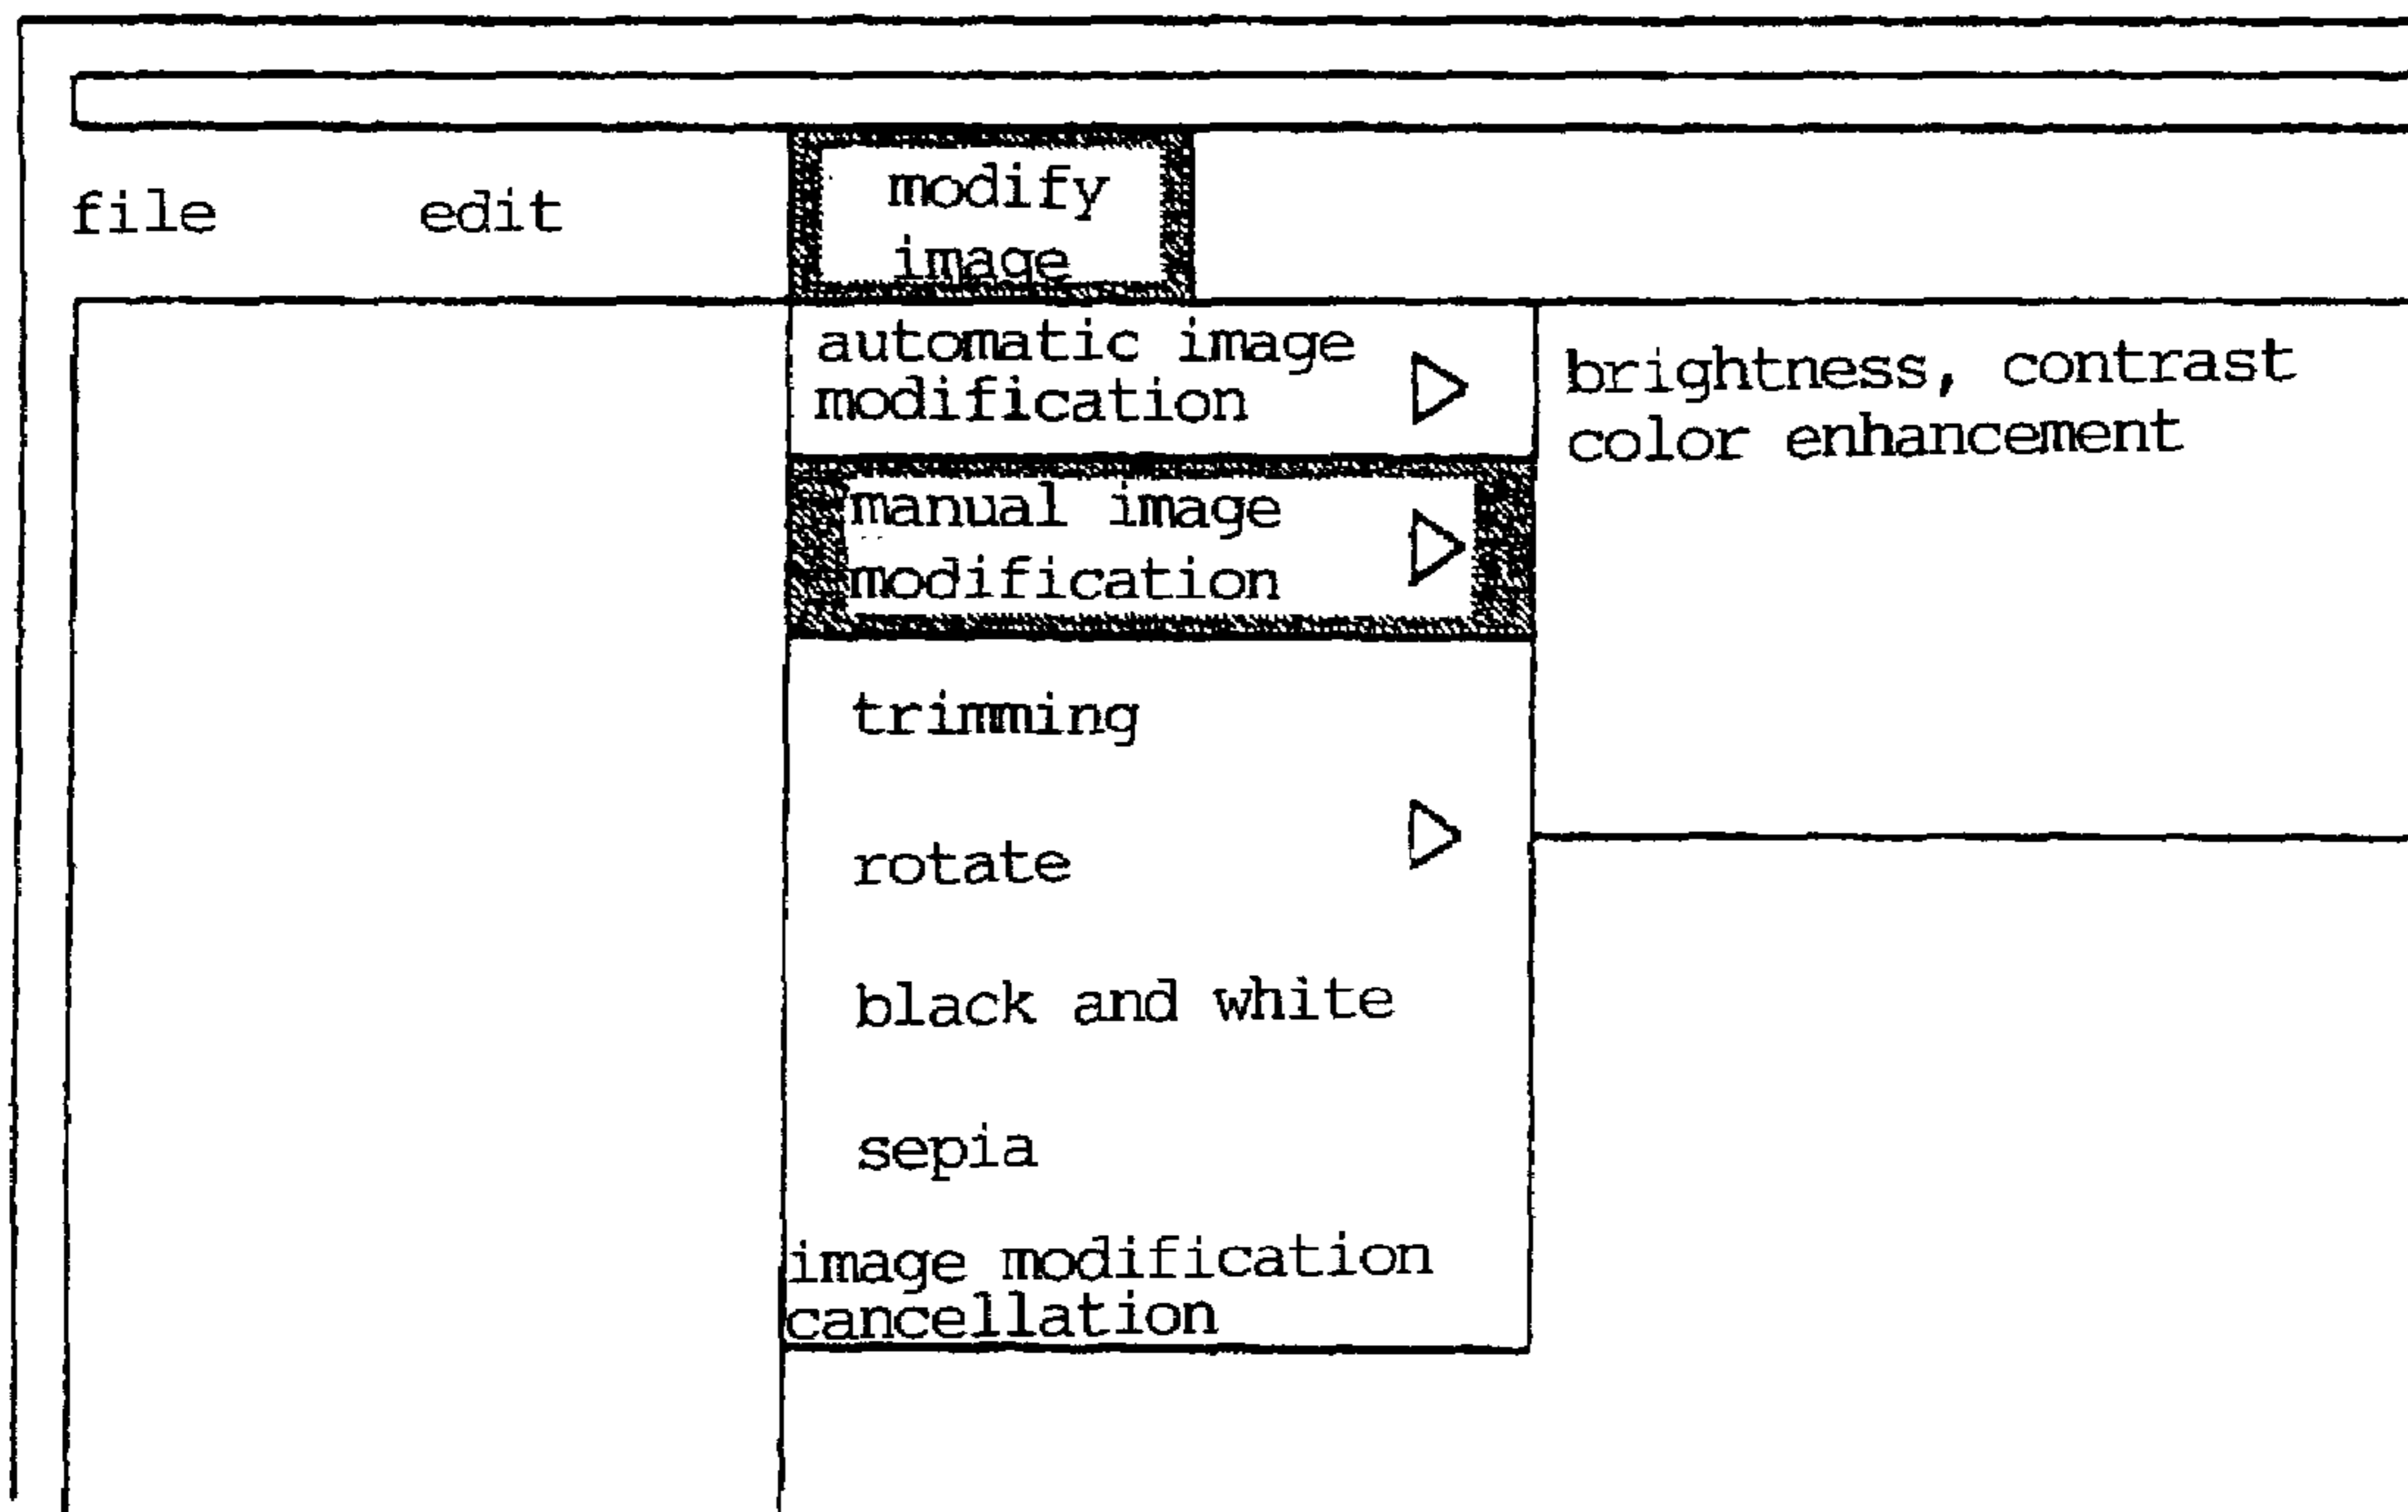 file edit modify
image
automatic image
modification
brightness, contrast
color enhancement
manual image
modification
trimming
rotate
black and white
sepia
image modification
cancellation